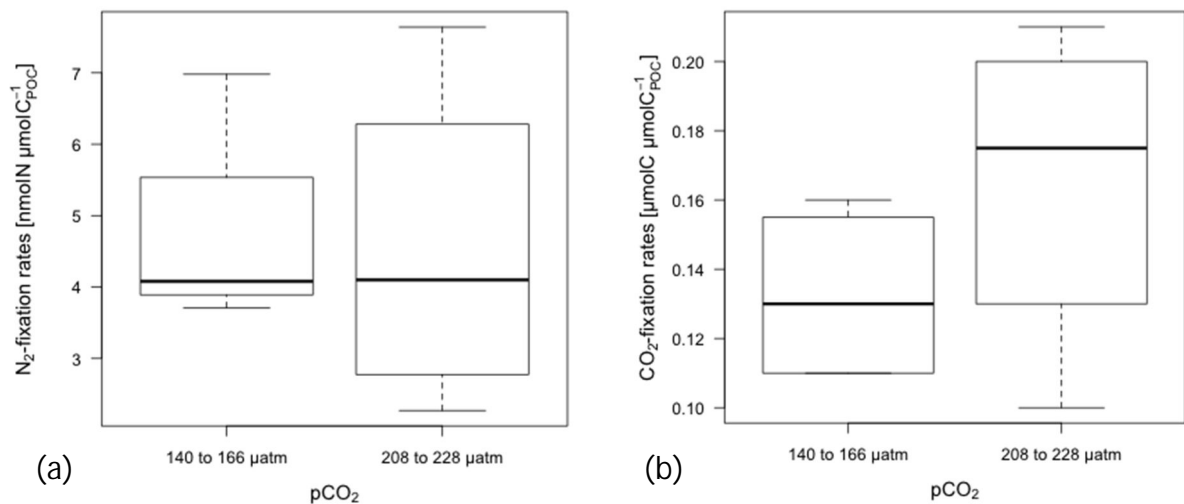 N₂-fixation rates [nmolN µmolC⁻¹POC]
7
6
5
4
3
140 to 166 µatm
208 to 228 µatm
(a)
pCO₂
CO₂-fixation rates [µmolC µmolC⁻¹POC]
0.20
0.18
0.16
0.14
0.12
0.10
140 to 166 µatm
208 to 228 µatm
(b)
pCO₂